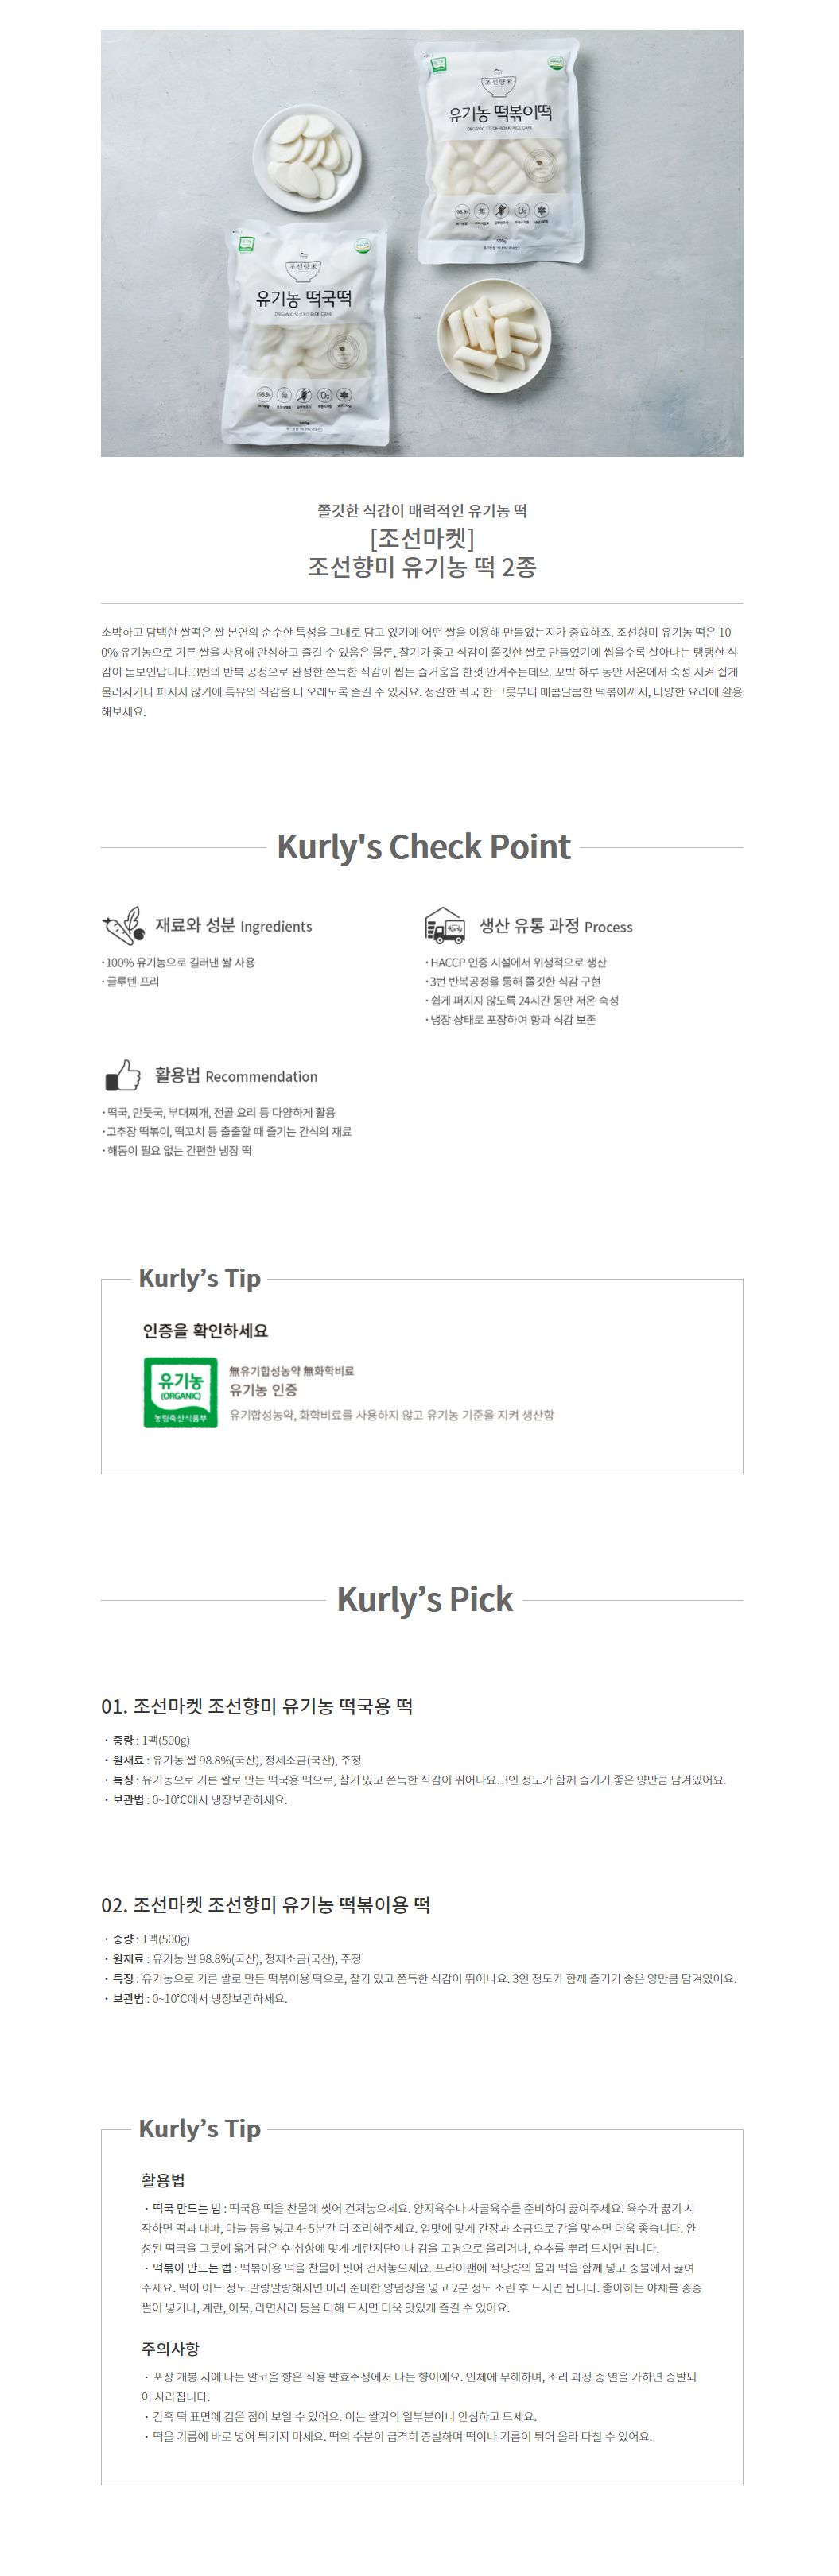 조선향米
유기농 떡볶이떡
ORGANIC TTEOK-BOKKI RICE CAKE
500g
조선향米
유기농 떡국떡
ORGANIC SLICED RICE CAKE
쫄깃한 식감이 매력적인 유기농 떡
[조선마켓]
조선향미 유기농 떡 2종
소박하고 담백한 쌀떡은 쌀 본연의 순수한 특성을 그대로 담고 있기에 어떤 쌀을 이용해 만들었는지가 중요하죠. 조선향미 유기농 떡은 10
0% 유기농으로 기른 쌀을 사용해 안심하고 즐길 수 있음은 물론, 찰기가 좋고 식감이 쫄깃한 쌀로 만들었기에 씹을수록 살아나는 탱탱한 식
감이 돋보인답니다. 3번의 반복 공정으로 완성한 쫀득한 식감이 씹는 즐거움을 한껏 안겨주는데요. 꼬박 하루 동안 저온에서 숙성 시켜 쉽게
물러지거나 퍼지지 않기에 특유의 식감을 더 오래도록 즐길 수 있지요. 정갈한 떡국 한 그릇부터 매콤달콤한 떡볶이까지, 다양한 요리에 활용
해보세요.
Kurly's Check Point
재료와 성분 Ingredients
·100% 유기농으로 길러낸 쌀 사용
·글루텐 프리
생산 유통 과정 Process
·HACCP 인증 시설에서 위생적으로 생산
·3번 반복공정을 통해 쫄깃한 식감 구현
·쉽게 퍼지지 않도록 24시간 동안 저온 숙성
·냉장 상태로 포장하여 향과 식감 보존
활용법 Recommendation
·떡국, 만둣국, 부대찌개, 전골 요리 등 다양하게 활용
·고추장 떡볶이, 떡꼬치 등 출출할 때 즐기는 간식의 재료
·해동이 필요 없는 간편한 냉장 떡
Kurly’s Tip
인증을 확인하세요
유기농
(ORGANIC)
농림축산식품부
無유기합성농약 無화학비료
유기농 인증
유기합성농약, 화학비료를 사용하지 않고 유기농 기준을 지켜 생산함
Kurly’s Pick
01. 조선마켓 조선향미 유기농 떡국용 떡
· 중량 : 1팩(500g)
· 원재료 : 유기농 쌀 98.8%(국산), 정제소금(국산), 주정
· 특징 : 유기농으로 기른 쌀로 만든 떡국용 떡으로, 찰기 있고 쫀득한 식감이 뛰어나요. 3인 정도가 함께 즐기기 좋은 양만큼 담겨있어요.
· 보관법 : 0~10℃에서 냉장보관하세요.
02. 조선마켓 조선향미 유기농 떡볶이용 떡
· 중량 : 1팩(500g)
· 원재료 : 유기농 쌀 98.8%(국산), 정제소금(국산), 주정
· 특징 : 유기농으로 기른 쌀로 만든 떡볶이용 떡으로, 찰기 있고 쫀득한 식감이 뛰어나요. 3인 정도가 함께 즐기기 좋은 양만큼 담겨있어요.
· 보관법 : 0~10℃에서 냉장보관하세요.
Kurly’s Tip
활용법
· 떡국 만드는 법 : 떡국용 떡을 찬물에 씻어 건져놓으세요. 양지육수나 사골육수를 준비하여 끓여주세요. 육수가 끓기 시
작하면 떡과 대파, 마늘 등을 넣고 4~5분간 더 조리해주세요. 입맛에 맞게 간장과 소금으로 간을 맞추면 더욱 좋습니다. 완
성된 떡국을 그릇에 옮겨 담은 후 취향에 맞게 계란지단이나 김을 고명으로 올리거나, 후추를 뿌려 드시면 됩니다.
· 떡볶이 만드는 법 : 떡볶이용 떡을 찬물에 씻어 건져놓으세요. 프라이팬에 적당량의 물과 떡을 함께 넣고 중불에서 끓여
주세요. 떡이 어느 정도 말랑말랑해지면 미리 준비한 양념장을 넣고 2분 정도 조린 후 드시면 됩니다. 좋아하는 야채를 송송
썰어 넣거나, 계란, 어묵, 라면사리 등을 더해 드시면 더욱 맛있게 즐길 수 있어요.
주의사항
· 포장 개봉 시에 나는 알코올 향은 식용 발효주정에서 나는 향이에요. 인체에 무해하며, 조리 과정 중 열을 가하면 증발되
어 사라집니다.
· 간혹 떡 표면에 검은 점이 보일 수 있어요. 이는 쌀겨의 일부분이니 안심하고 드세요.
· 떡을 기름에 바로 넣어 튀기지 마세요. 떡의 수분이 급격히 증발하며 떡이나 기름이 튀어 올라 다칠 수 있어요.